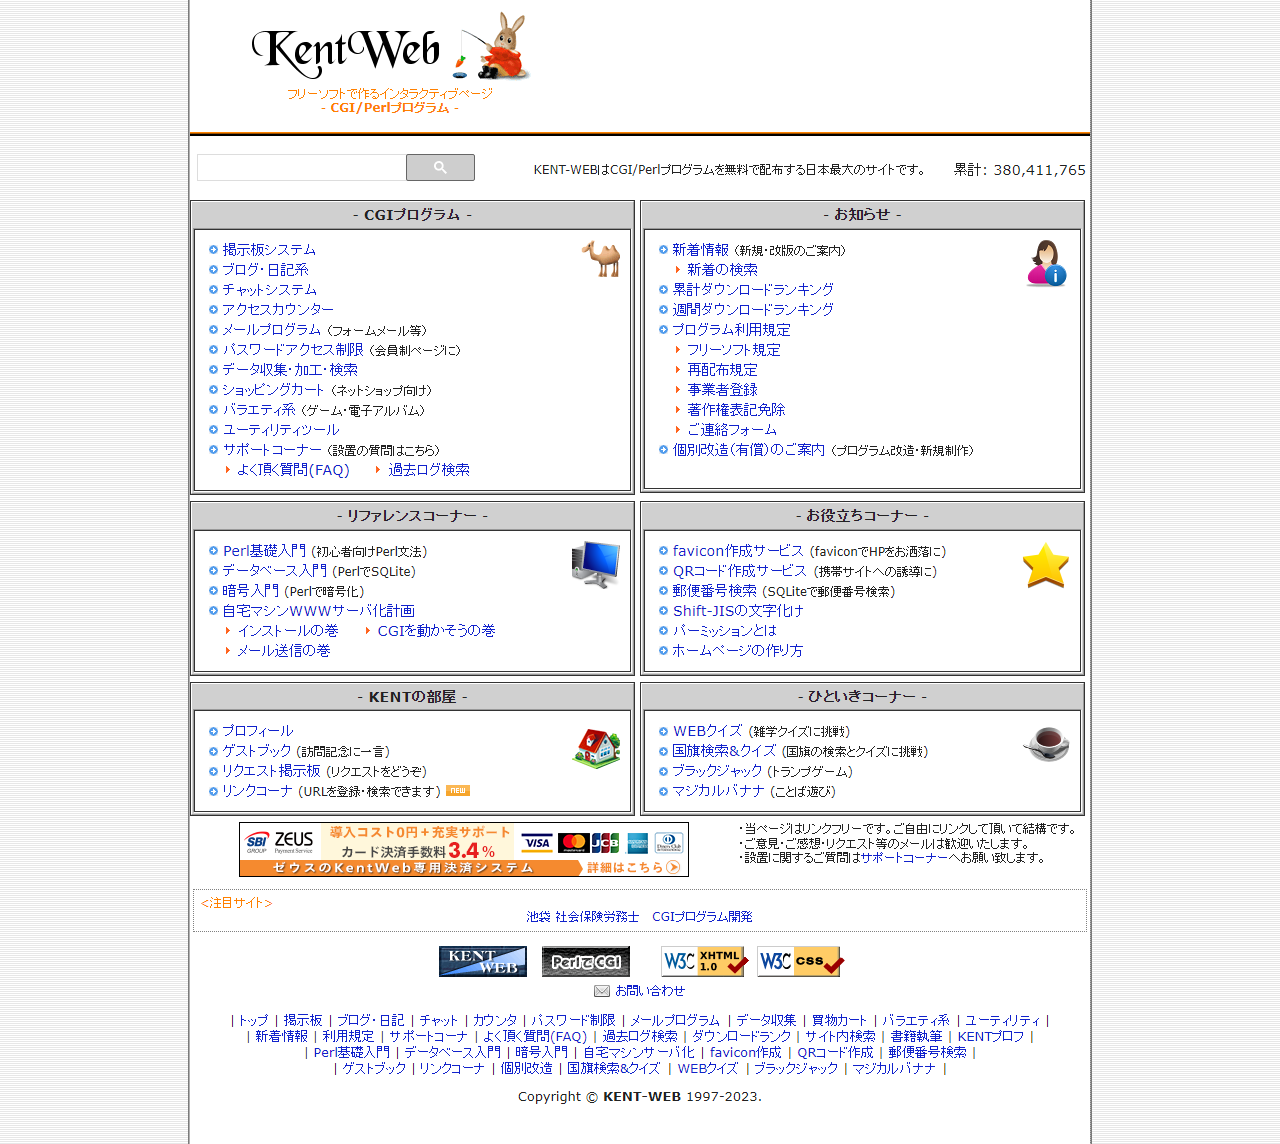 KentWeb
フリーソフトで作るインタラクティブページ
- CGI/Perlプログラム -
KENT-WEBはCGI/Perlプログラムを無料で配布する日本最大のサイトです。 累計: 380,411,765
- CGIプログラム -
掲示板システム
ブログ・日記系
チャットシステム
アクセスカウンター
メールプログラム (フォームメール等)
パスワードアクセス制限 (会員制ページに)
データ収集・加工・検索
ショッピングカート (ネットショップ向け)
バラエティ系 (ゲーム・電子アルバム)
ユーティリティツール
サポートコーナー (設置の質問はこちら)
よく頂く質問(FAQ) 過去ログ検索
- お知らせ -
新着情報 (新規・改版のご案内)
新着の検索
累計ダウンロードランキング
週間ダウンロードランキング
プログラム利用規定
フリーソフト規定
再配布規定
事業者登録
著作権表記免除
ご連絡フォーム
個別改造(有償)のご案内 (プログラム改造・新規制作)
- リファレンスコーナー -
Perl基礎入門 (初心者向けPerl文法)
データベース入門 (PerlでSQLite)
暗号入門 (Perlで暗号化)
自宅マシンWWWサーバ化計画
インストールの巻 CGIを動かそうの巻
メール送信の巻
- お役立ちコーナー -
favicon作成サービス (faviconでHPをお洒落に)
QRコード作成サービス (携帯サイトへの誘導に)
郵便番号検索 (SQLiteで郵便番号検索)
Shift-JISの文字化け
パーミッションとは
ホームページの作り方
- KENTの部屋 -
プロフィール
ゲストブック (訪問記念に一言)
リクエスト掲示板 (リクエストをどうぞ)
リンクコーナ (URLを登録・検索できます) NEW
- ひといきコーナー -
WEBクイズ (雑学クイズに挑戦)
国旗検索&クイズ (国旗の検索とクイズに挑戦)
ブラックジャック (トランプゲーム)
マジカルバナナ (ことば遊び)
SBI GROUP ZEUS Payment Service 導入コスト0円+充実サポート カード決済手数料3.4% VISA MasterCard JCB AMERICAN EXPRESS Diners Club INTERNATIONAL
ゼウスのKentWeb専用決済システム 詳細はこちら
・当ページはリンクフリーです。ご自由にリンクして頂いて結構です。
・ご意見・ご感想・リクエスト等のメールは歓迎いたします。
・設置に関するご質問はサポートコーナーへお願い致します。
<注目サイト>
池袋 社会保険労務士 CGIプログラム開発
KENT WEB PerlでCGI W3C XHTML 1.0 W3C CSS
お問い合わせ
| トップ | 掲示板 | ブログ・日記 | チャット | カウンタ | パスワード制限 | メールプログラム | データ収集 | 買物カート | バラエティ系 | ユーティリティ |
| 新着情報 | 利用規定 | サポートコーナ | よく頂く質問(FAQ) | 過去ログ検索 | ダウンロードランク | サイト内検索 | 書籍執筆 | KENTプロフ |
| Perl基礎入門 | データベース入門 | 暗号入門 | 自宅マシンサーバ化 | favicon作成 | QRコード作成 | 郵便番号検索 |
| ゲストブック | リンクコーナ | 個別改造 | 国旗検索&クイズ | WEBクイズ | ブラックジャック | マジカルバナナ |
Copyright © KENT-WEB 1997-2023.